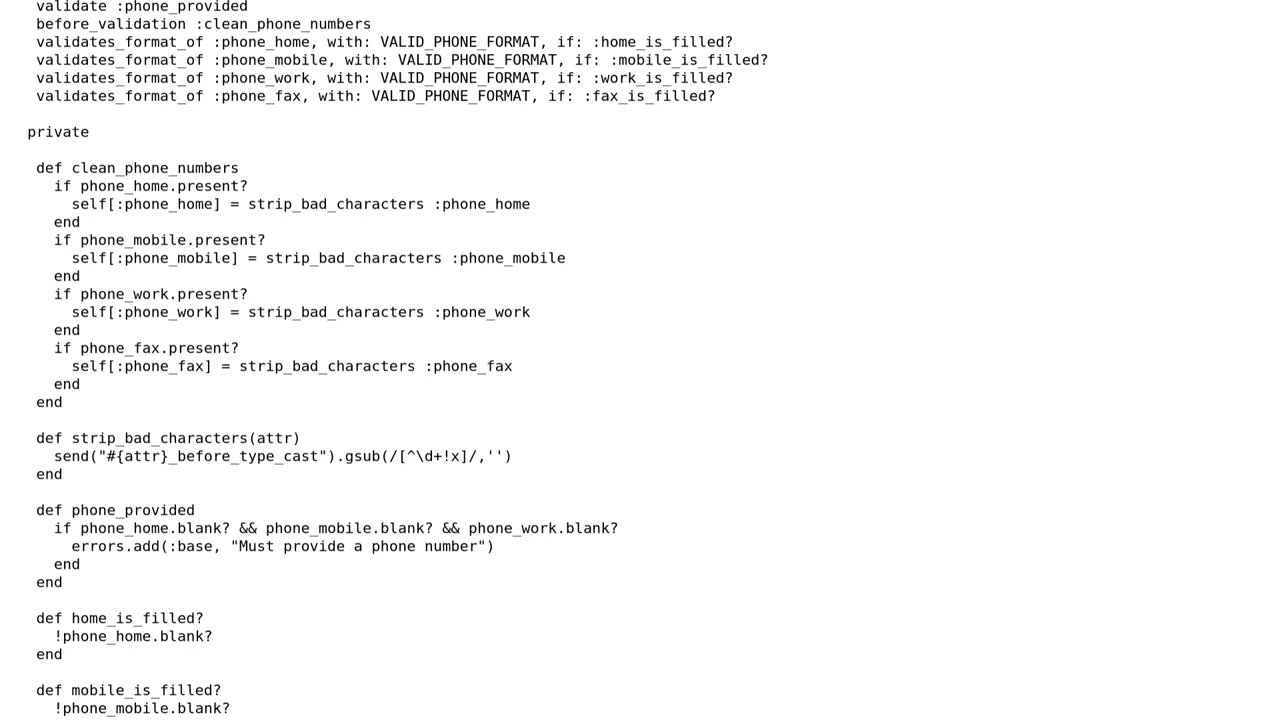 validate :phone_provided
before_validation :clean_phone_numbers
validates_format_of :phone_home, with: VALID_PHONE_FORMAT, if: :home_is_filled?
validates_format_of :phone_mobile, with: VALID_PHONE_FORMAT, if: :mobile_is_filled?
validates_format_of :phone_work, with: VALID_PHONE_FORMAT, if: :work_is_filled?
validates_format_of :phone_fax, with: VALID_PHONE_FORMAT, if: :fax_is_filled?
private
def clean_phone_numbers
if phone_home.present?
self[:phone_home] = strip_bad_characters :phone_home
end
if phone_mobile.present?
self[:phone_mobile] = strip_bad_characters :phone_mobile
end
if phone_work.present?
self[:phone_work] = strip_bad_characters :phone_work
end
if phone_fax.present?
self[:phone_fax] = strip_bad_characters :phone_fax
end
end
def strip_bad_characters(attr)
send("#{attr}_before_type_cast").gsub(/[^\d+!x]/,'')
end
def phone_provided
if phone_home.blank? && phone_mobile.blank? && phone_work.blank?
errors.add(:base, "Must provide a phone number")
end
end
def home_is_filled?
!phone_home.blank?
end
def mobile_is_filled?
!phone_mobile.blank?